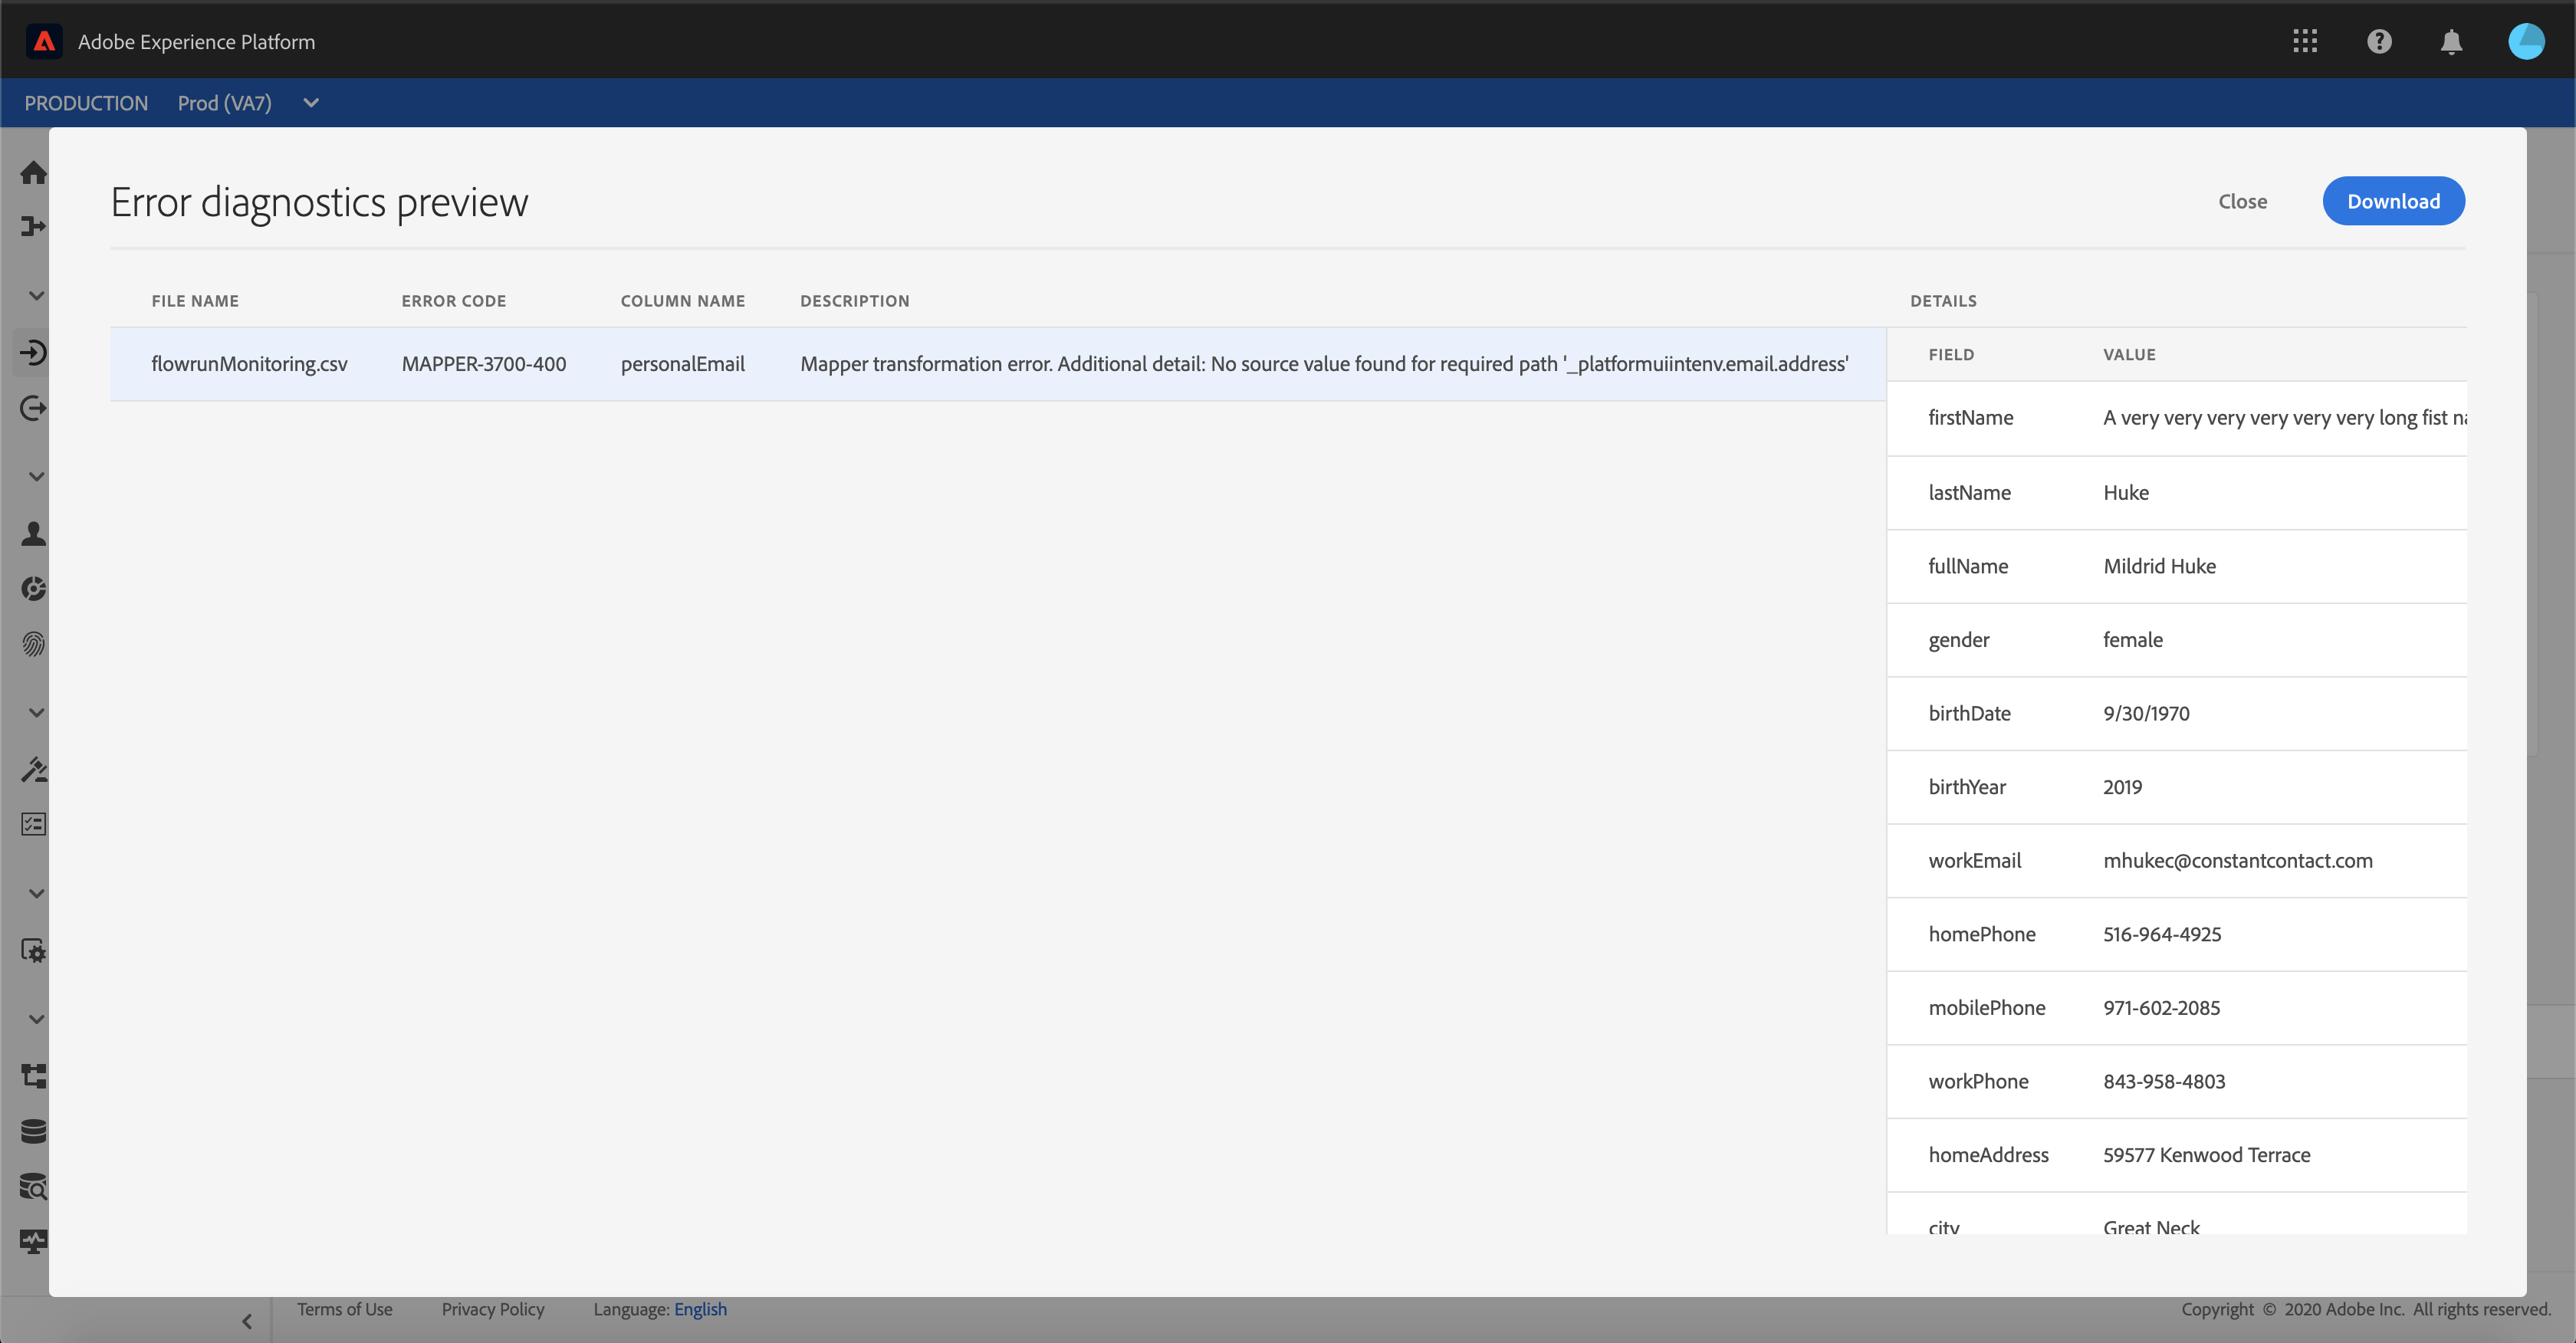 Adobe Experience Platform
PRODUCTION Prod (VA7)
Error diagnostics preview
Close
Download
FILE NAME ERROR CODE COLUMN NAME DESCRIPTION
flowrunMonitoring.csv MAPPER-3700-400 personalEmail Mapper transformation error. Additional detail: No source value found for required path '_platformuiintenv.email.address'
DETAILS
FIELD VALUE
firstName A very very very very very very long fist na
lastName Huke
fullName Mildrid Huke
gender female
birthDate 9/30/1970
birthYear 2019
workEmail mhukec@constantcontact.com
homePhone 516-964-4925
mobilePhone 971-602-2085
workPhone 843-958-4803
homeAddress 59577 Kenwood Terrace
city Great Neck
Terms of Use Privacy Policy Language: English
Copyright © 2020 Adobe Inc. All rights reserved.